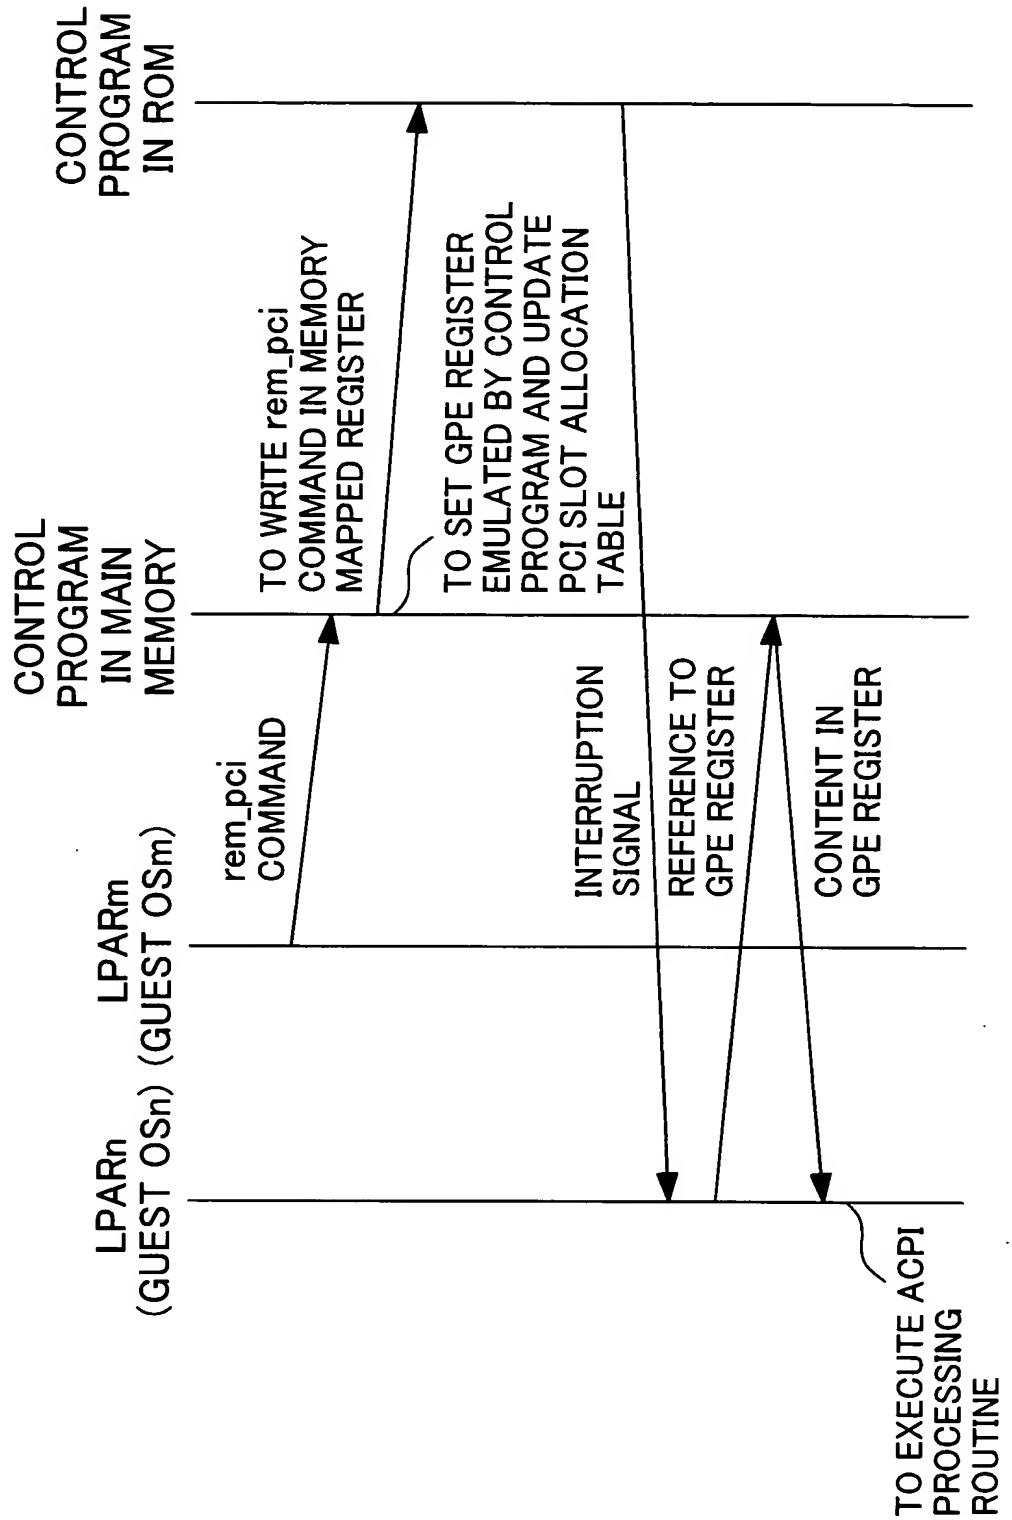 LPARn
(GUEST OSn)
LPARm
(GUEST OSm)
CONTROL
PROGRAM
IN MAIN
MEMORY
CONTROL
PROGRAM
IN ROM
rem_pci
COMMAND
TO WRITE rem_pci
COMMAND IN MEMORY
MAPPED REGISTER
TO SET GPE REGISTER
EMULATED BY CONTROL
PROGRAM AND UPDATE
PCI SLOT ALLOCATION
TABLE
INTERRUPTION
SIGNAL
REFERENCE TO
GPE REGISTER
CONTENT IN
GPE REGISTER
TO EXECUTE ACPI
PROCESSING
ROUTINE